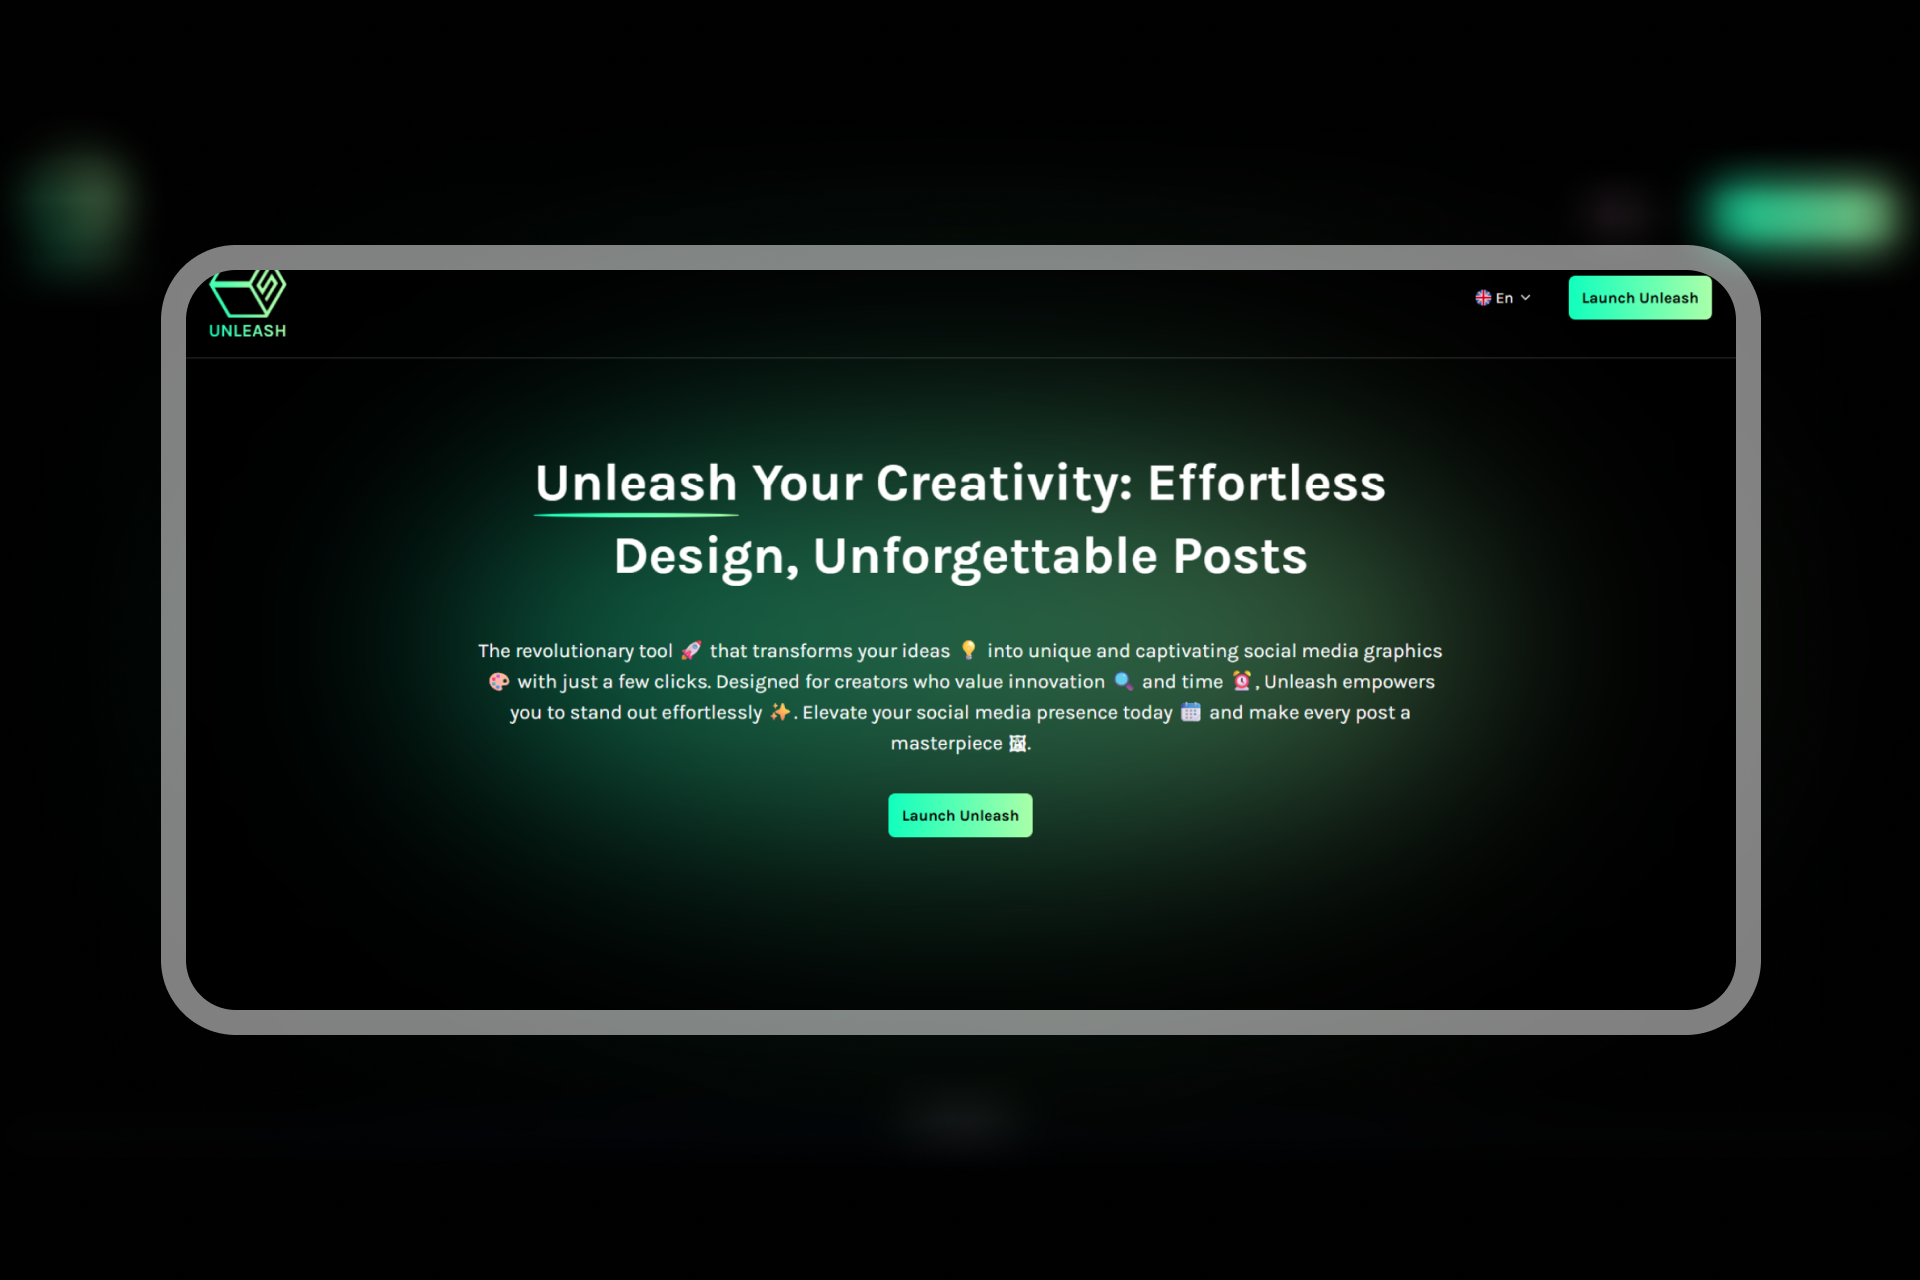 UNLEASH
🇬🇧 En
Launch Unleash
Unleash Your Creativity: Effortless
Design, Unforgettable Posts
The revolutionary tool 🚀 that transforms your ideas 💡 into unique and captivating social media graphics
🎨 with just a few clicks. Designed for creators who value innovation 🔍 and time ⏰, Unleash empowers
you to stand out effortlessly ✨. Elevate your social media presence today 📅 and make every post a
masterpiece 🖼.
Launch Unleash